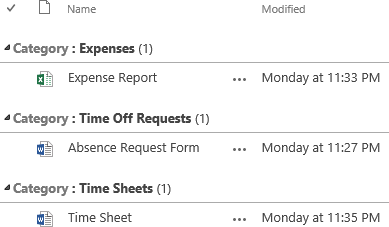 Name Modified
Category : Expenses (1)
Expense Report ... Monday at 11:33 PM
Category : Time Off Requests (1)
Absence Request Form ... Monday at 11:27 PM
Category : Time Sheets (1)
Time Sheet ... Monday at 11:35 PM